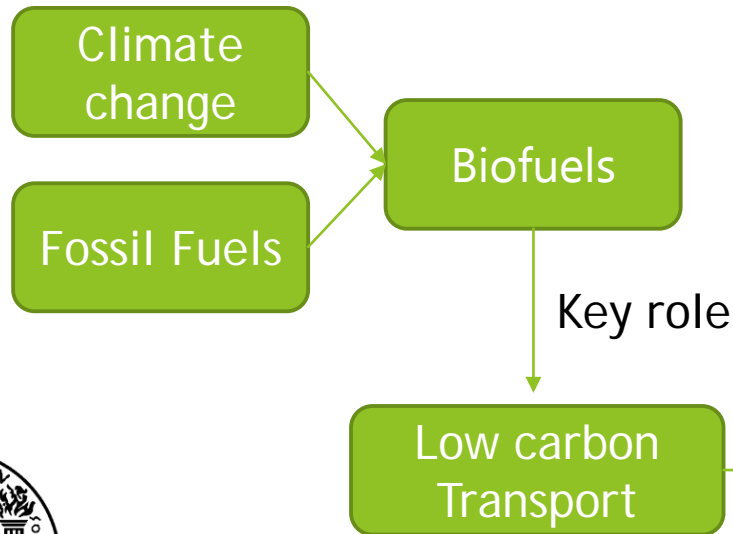 Climate
change
Biofuels
Fossil Fuels
Key role
Low carbon
Transport